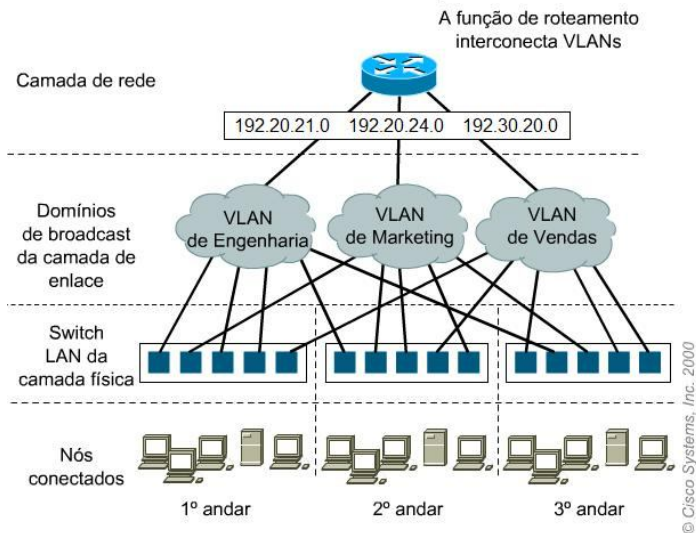 A função de roteamento
interconecta VLANs
Camada de rede
192.20.21.0 192.20.24.0 192.30.20.0
Domínios
de broadcast
da camada de
enlace
VLAN
de Engenharia
VLAN
de Marketing
VLAN
de Vendas
Switch
LAN da
camada física
Nós
conectados
1º andar
2º andar
3º andar
© Cisco Systems, Inc. 2000